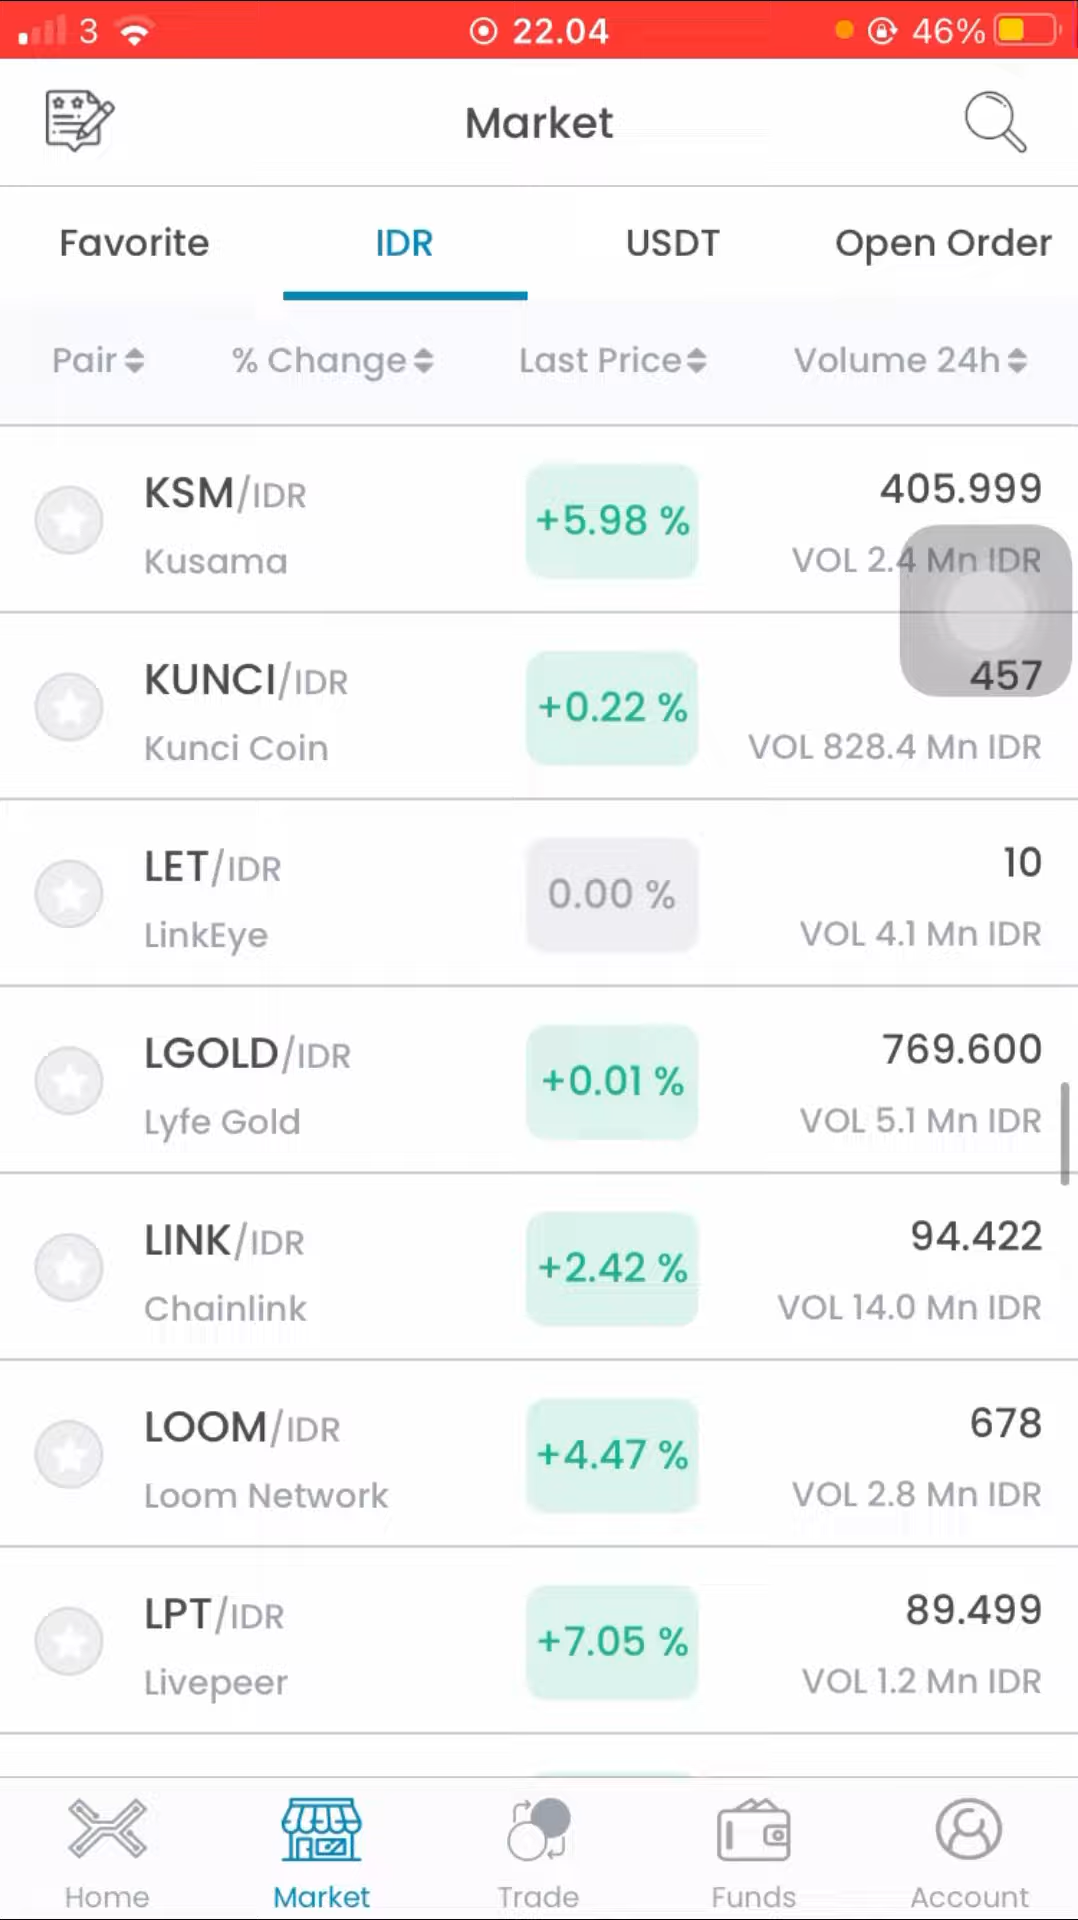 3 22.04 46%
Market
Favorite IDR USDT Open Order
Pair % Change Last Price Volume 24h
KSM/IDR +5.98 % 405.999
Kusama VOL 2.4 Mn IDR
KUNCI/IDR +0.22 % 457
Kunci Coin VOL 828.4 Mn IDR
LET/IDR 0.00 % 10
LinkEye VOL 4.1 Mn IDR
LGOLD/IDR +0.01 % 769.600
Lyfe Gold VOL 5.1 Mn IDR
LINK/IDR +2.42 % 94.422
Chainlink VOL 14.0 Mn IDR
LOOM/IDR +4.47 % 678
Loom Network VOL 2.8 Mn IDR
LPT/IDR +7.05 % 89.499
Livepeer VOL 1.2 Mn IDR
Home Market Trade Funds Account